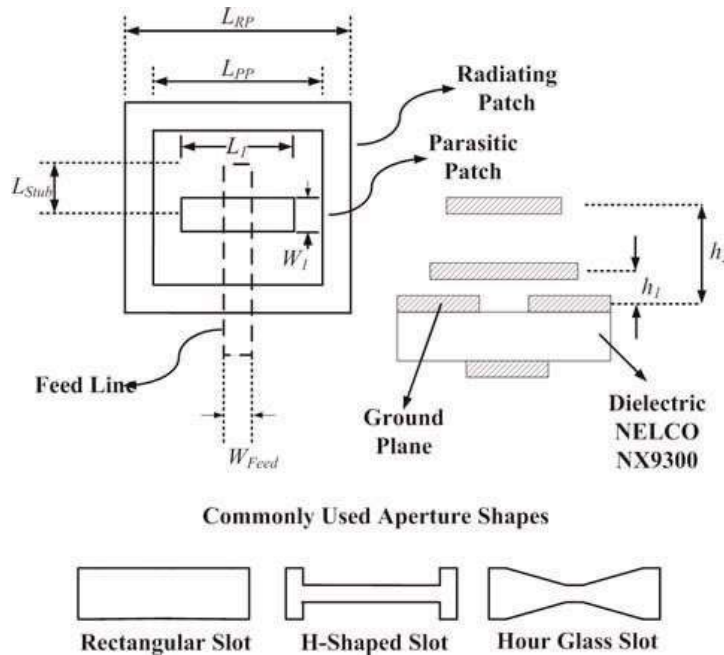 L_RP
L_PP
Radiating
Patch
L_1
Parasitic
Patch
L_Stub
W_1
h_1
Feed Line
Ground
Plane
Dielectric
NELCO
NX9300
W_Feed
Commonly Used Aperture Shapes
Rectangular Slot
H-Shaped Slot
Hour Glass Slot